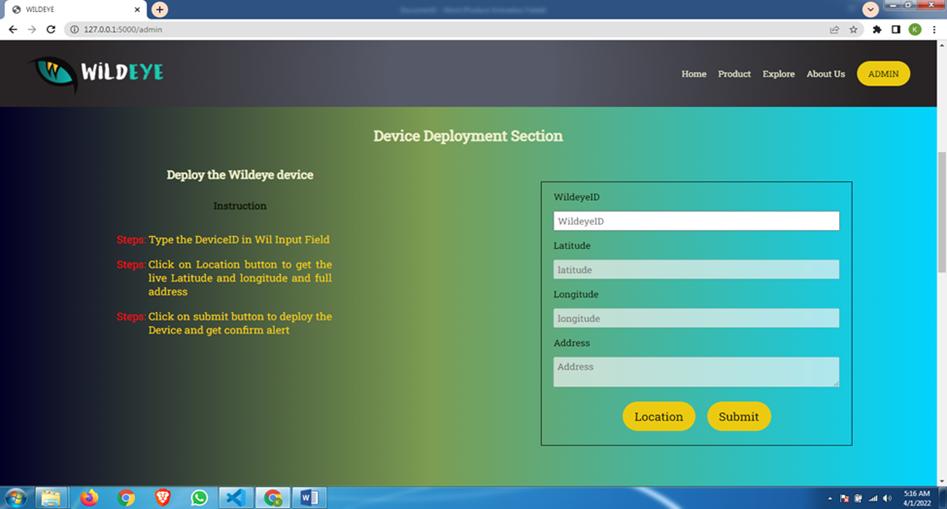 WILDEYE
127.0.0.1:5000/admin
K
WiLDEYE
Home Product Explore About Us ADMIN
Device Deployment Section
Deploy the Wildeye device
Instruction
Steps: Type the DeviceID in Wil Input Field
Steps: Click on Location button to get the
live Latitude and longitude and full
address
Steps: Click on submit button to deploy the
Device and get confirm alert
WildeyeID
WildeyeID
Latitude
latitude
Longitude
longitude
Address
Address
Location Submit
5:16 AM
4/1/2022